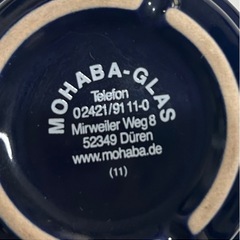 MOHABA-GLAS
Telefon
02421/91 11-0
Mirweiler Weg 8
52349 Düren
www.mohaba.de
(11)